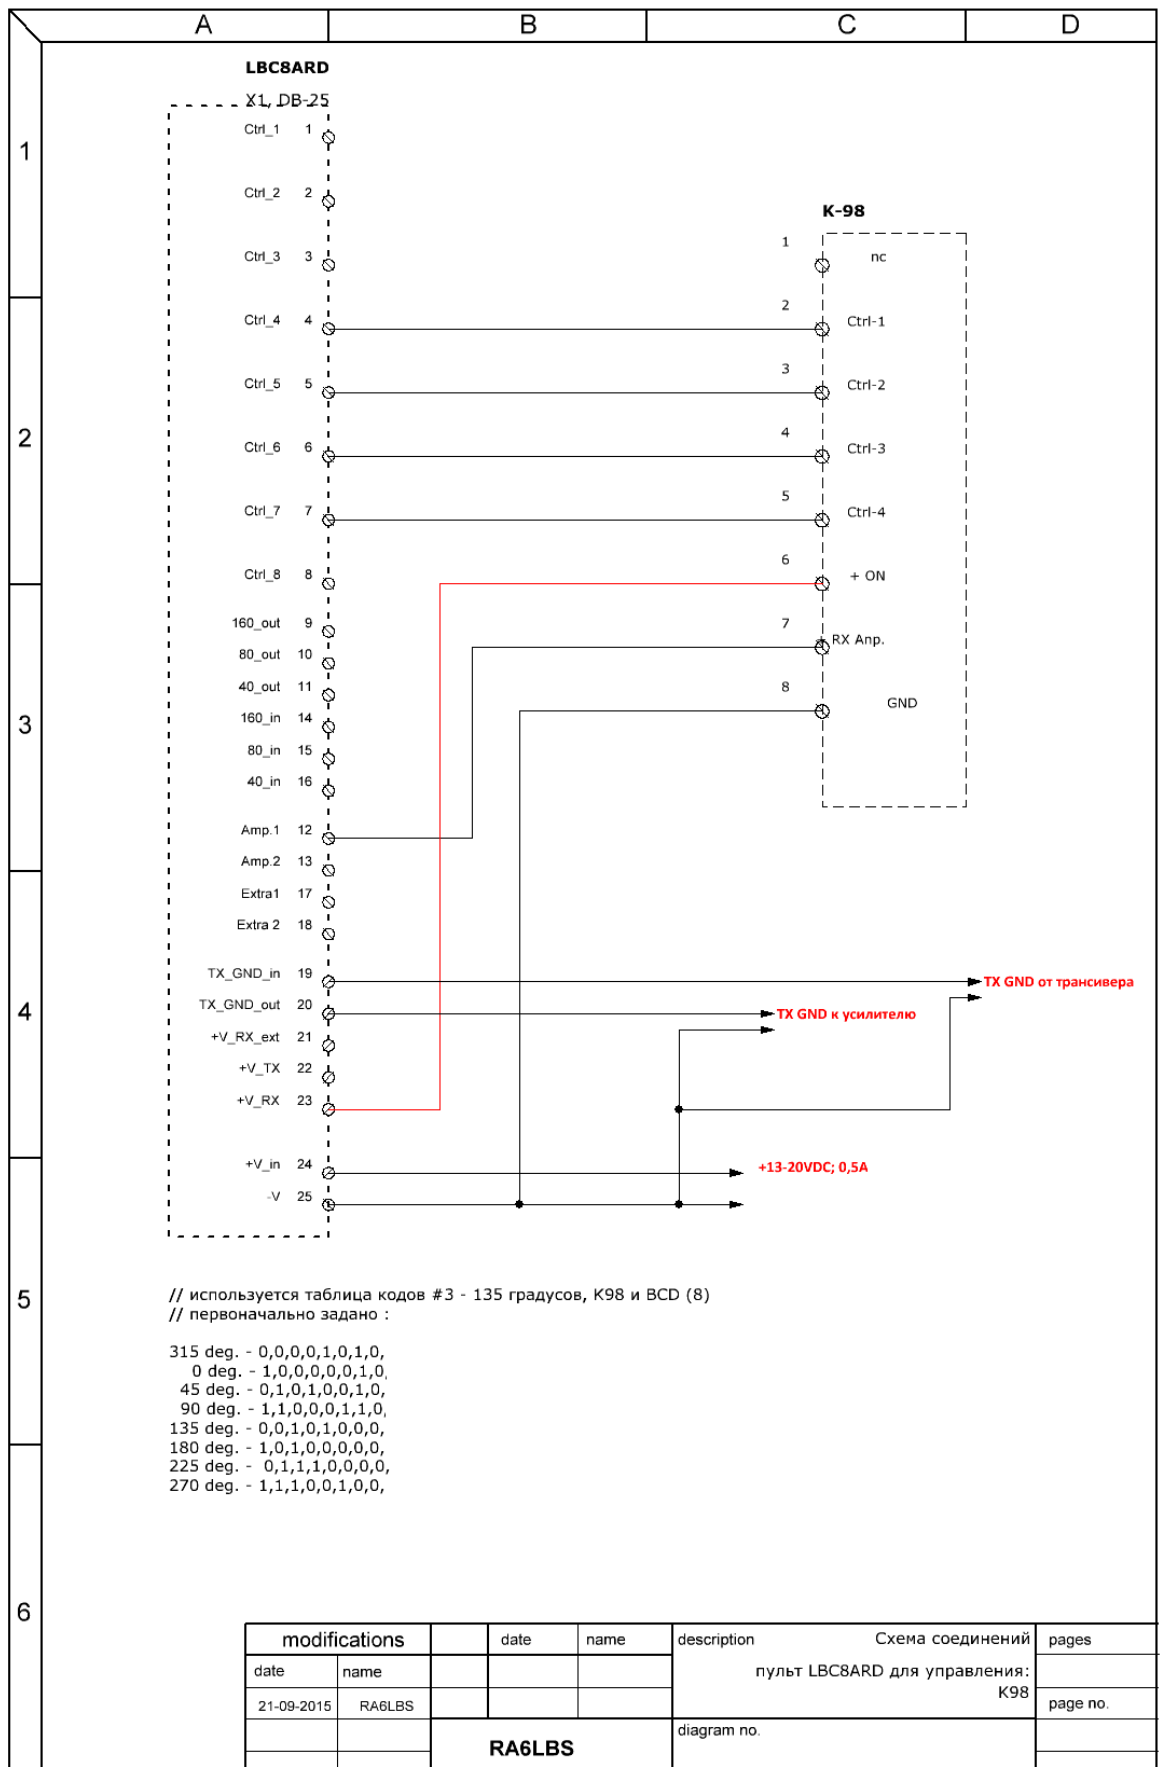 A B C D
LBC8ARD
X1, DB-25
Ctrl_1 1
1
Ctrl_2 2
K-98
1
Ctrl_3 3
nc
2
Ctrl_4 4
Ctrl-1
3
Ctrl_5 5
Ctrl-2
2
4
Ctrl_6 6
Ctrl-3
5
Ctrl_7 7
Ctrl-4
6
Ctrl_8 8
+ ON
160_out 9
7
RX Anp.
80_out 10
40_out 11
8
GND
160_in 14
3
80_in 15
40_in 16
Amp.1 12
Amp.2 13
Extra1 17
Extra 2 18
TX_GND_in 19
TX GND от трансивера
TX_GND_out 20
4
TX GND к усилителю
+V_RX_ext 21
+V_TX 22
+V_RX 23
+V_in 24
+13-20VDC; 0,5A
-V 25
5
// используется таблица кодов #3 - 135 градусов, K98 и BCD (8)
// первоначально задано :
315 deg. - 0,0,0,0,1,0,1,0,
0 deg. - 1,0,0,0,0,0,1,0,
45 deg. - 0,1,0,1,0,0,1,0,
90 deg. - 1,1,0,0,0,1,1,0,
135 deg. - 0,0,1,0,1,0,0,0,
180 deg. - 1,0,1,0,0,0,0,0,
225 deg. - 0,1,1,1,0,0,0,0,
270 deg. - 1,1,1,0,0,1,0,0,
6
modifications date name description Схема соединений pages
date name
пульт LBC8ARD для управления:
K98
21-09-2015 RA6LBS
page no.
diagram no.
RA6LBS